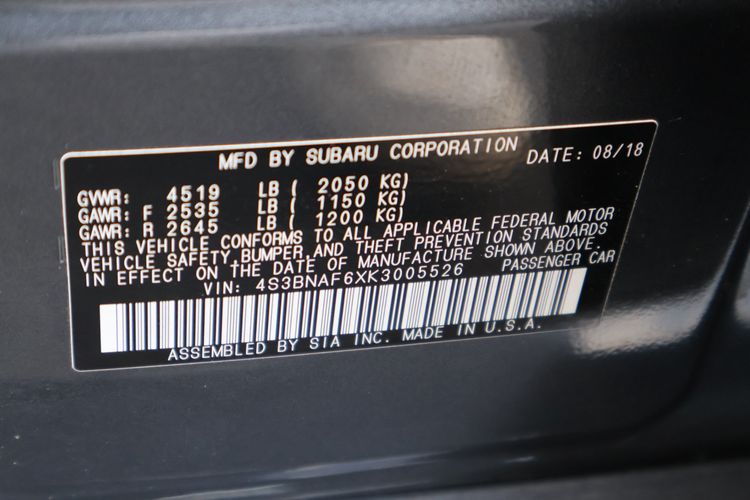 MFD BY SUBARU CORPORATION DATE: 08/18
GVWR: 4519 LB ( 2050 KG)
GAWR: F 2535 LB ( 1150 KG)
GAWR: R 2645 LB ( 1200 KG)
THIS VEHICLE CONFORMS TO ALL APPLICABLE FEDERAL MOTOR
VEHICLE SAFETY, BUMPER, AND THEFT PREVENTION STANDARDS
IN EFFECT ON THE DATE OF MANUFACTURE SHOWN ABOVE.
VIN: 4S3BNAF6XK3005526 PASSENGER CAR
ASSEMBLED BY SIA INC. MADE IN U.S.A.